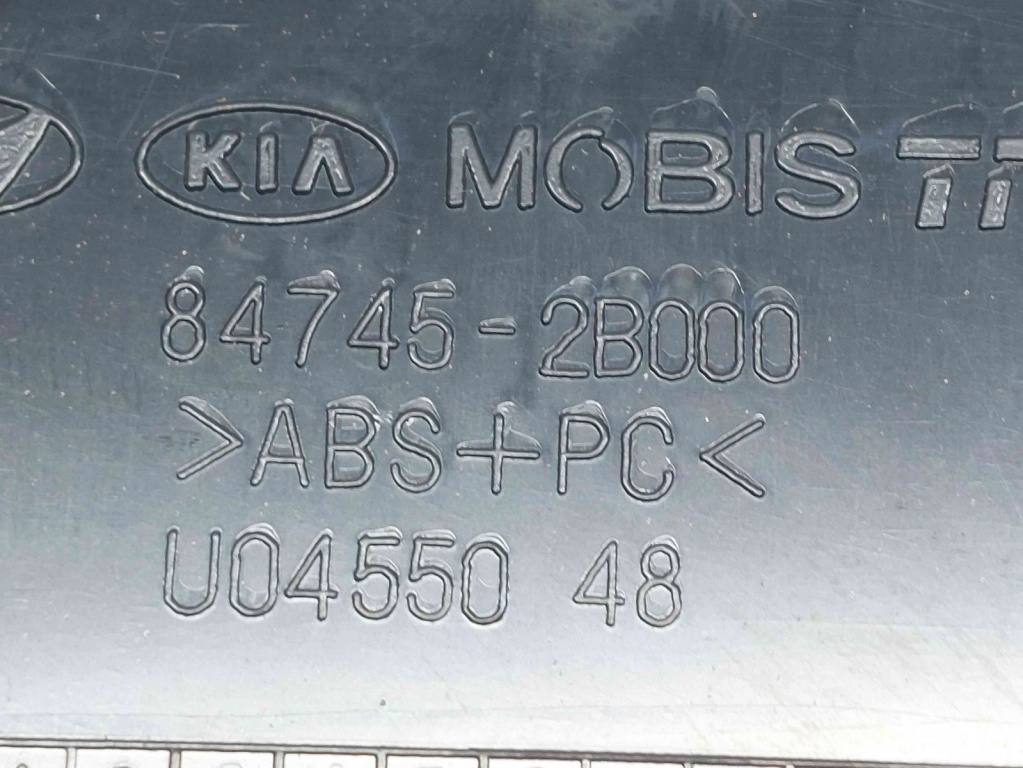 KIA MOBIS
84745-2B000
>ABS+PC<
U04550 48